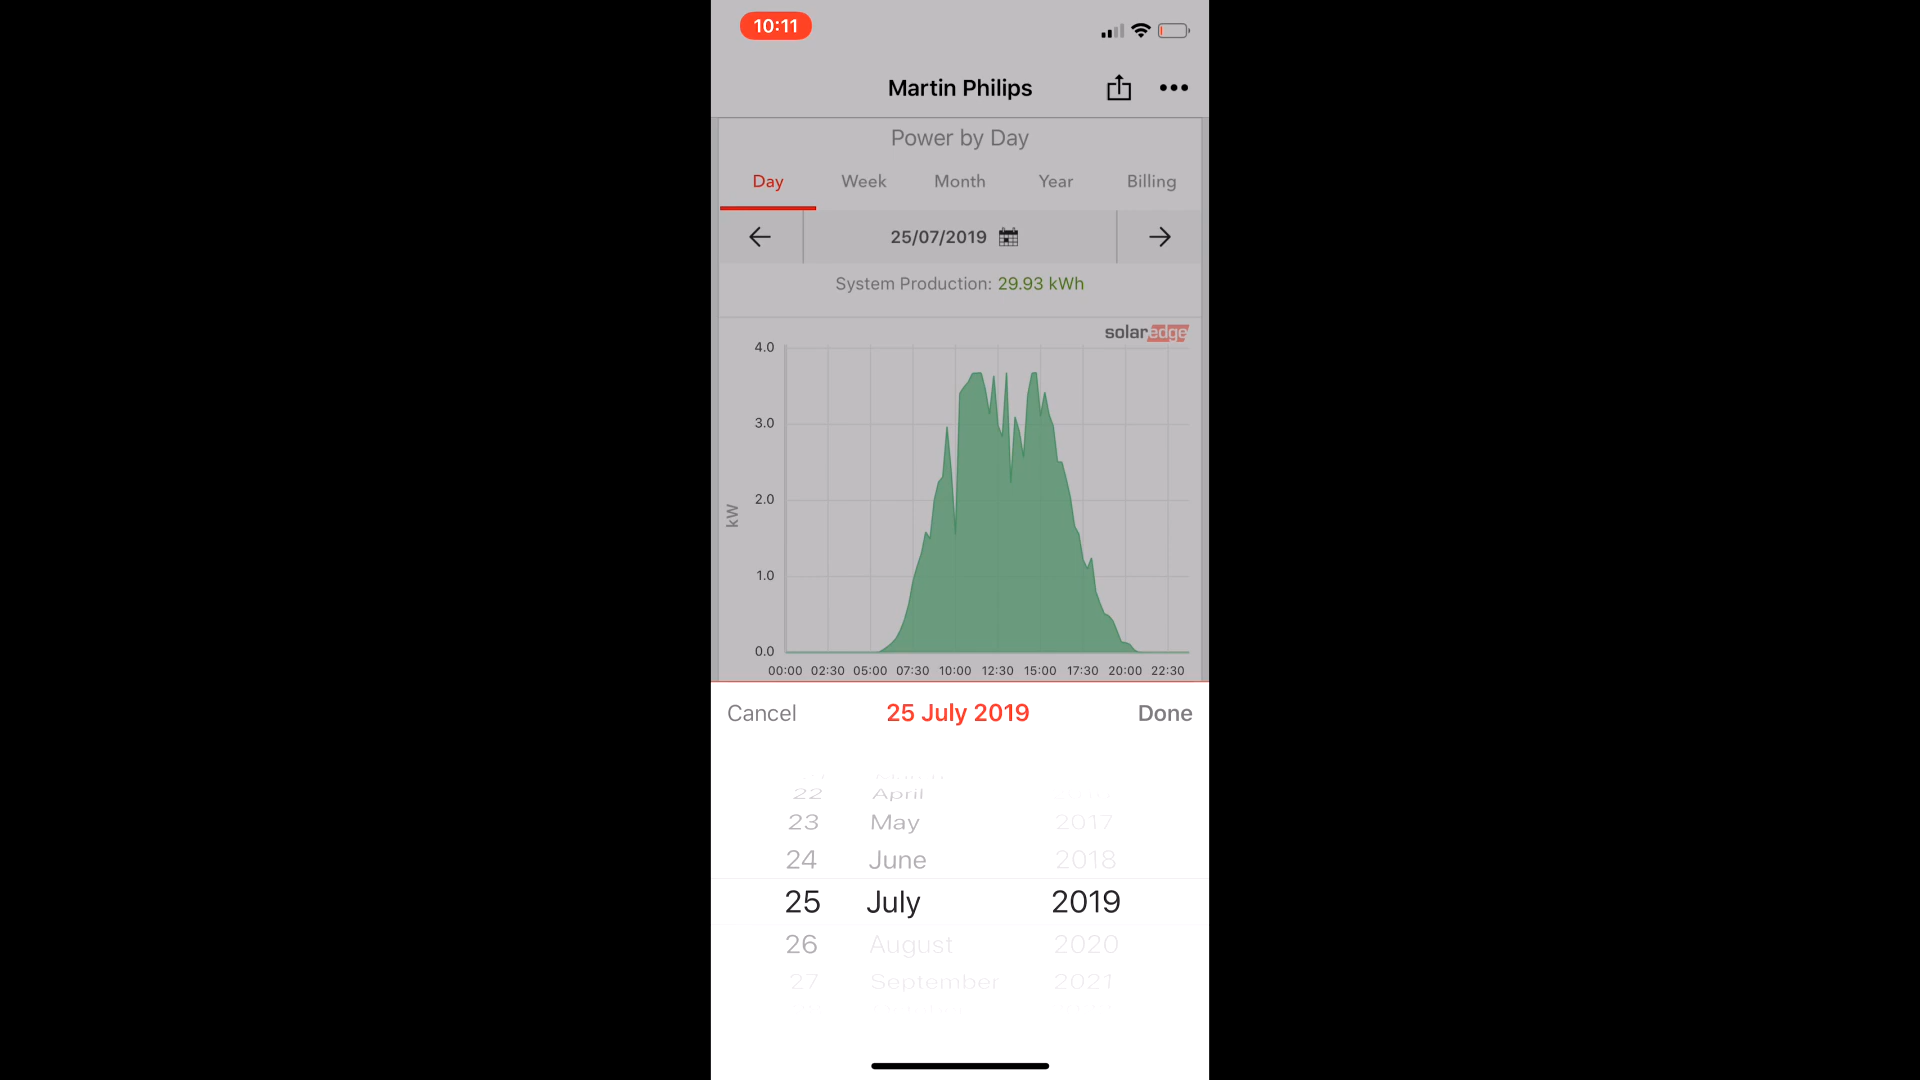 10:11
Martin Philips
Power by Day
Day Week Month Year Billing
25/07/2019
System Production: 29.93 kWh
solaredge
4.0
3.0
2.0
kW
1.0
0.0
00:00 02:30 05:00 07:30 10:00 12:30 15:00 17:30 20:00 22:30
Cancel 25 July 2019 Done
22 April
23 May 2017
24 June 2018
25 July 2019
26 August 2020
27 September 2021